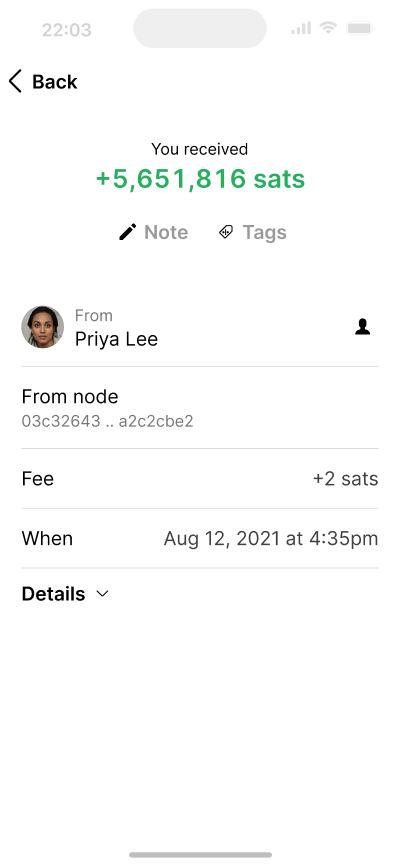 22:03
Back
You received
+5,651,816 sats
Note Tags
From
Priya Lee
From node
03c32643 .. a2c2cbe2
Fee +2 sats
When Aug 12, 2021 at 4:35pm
Details